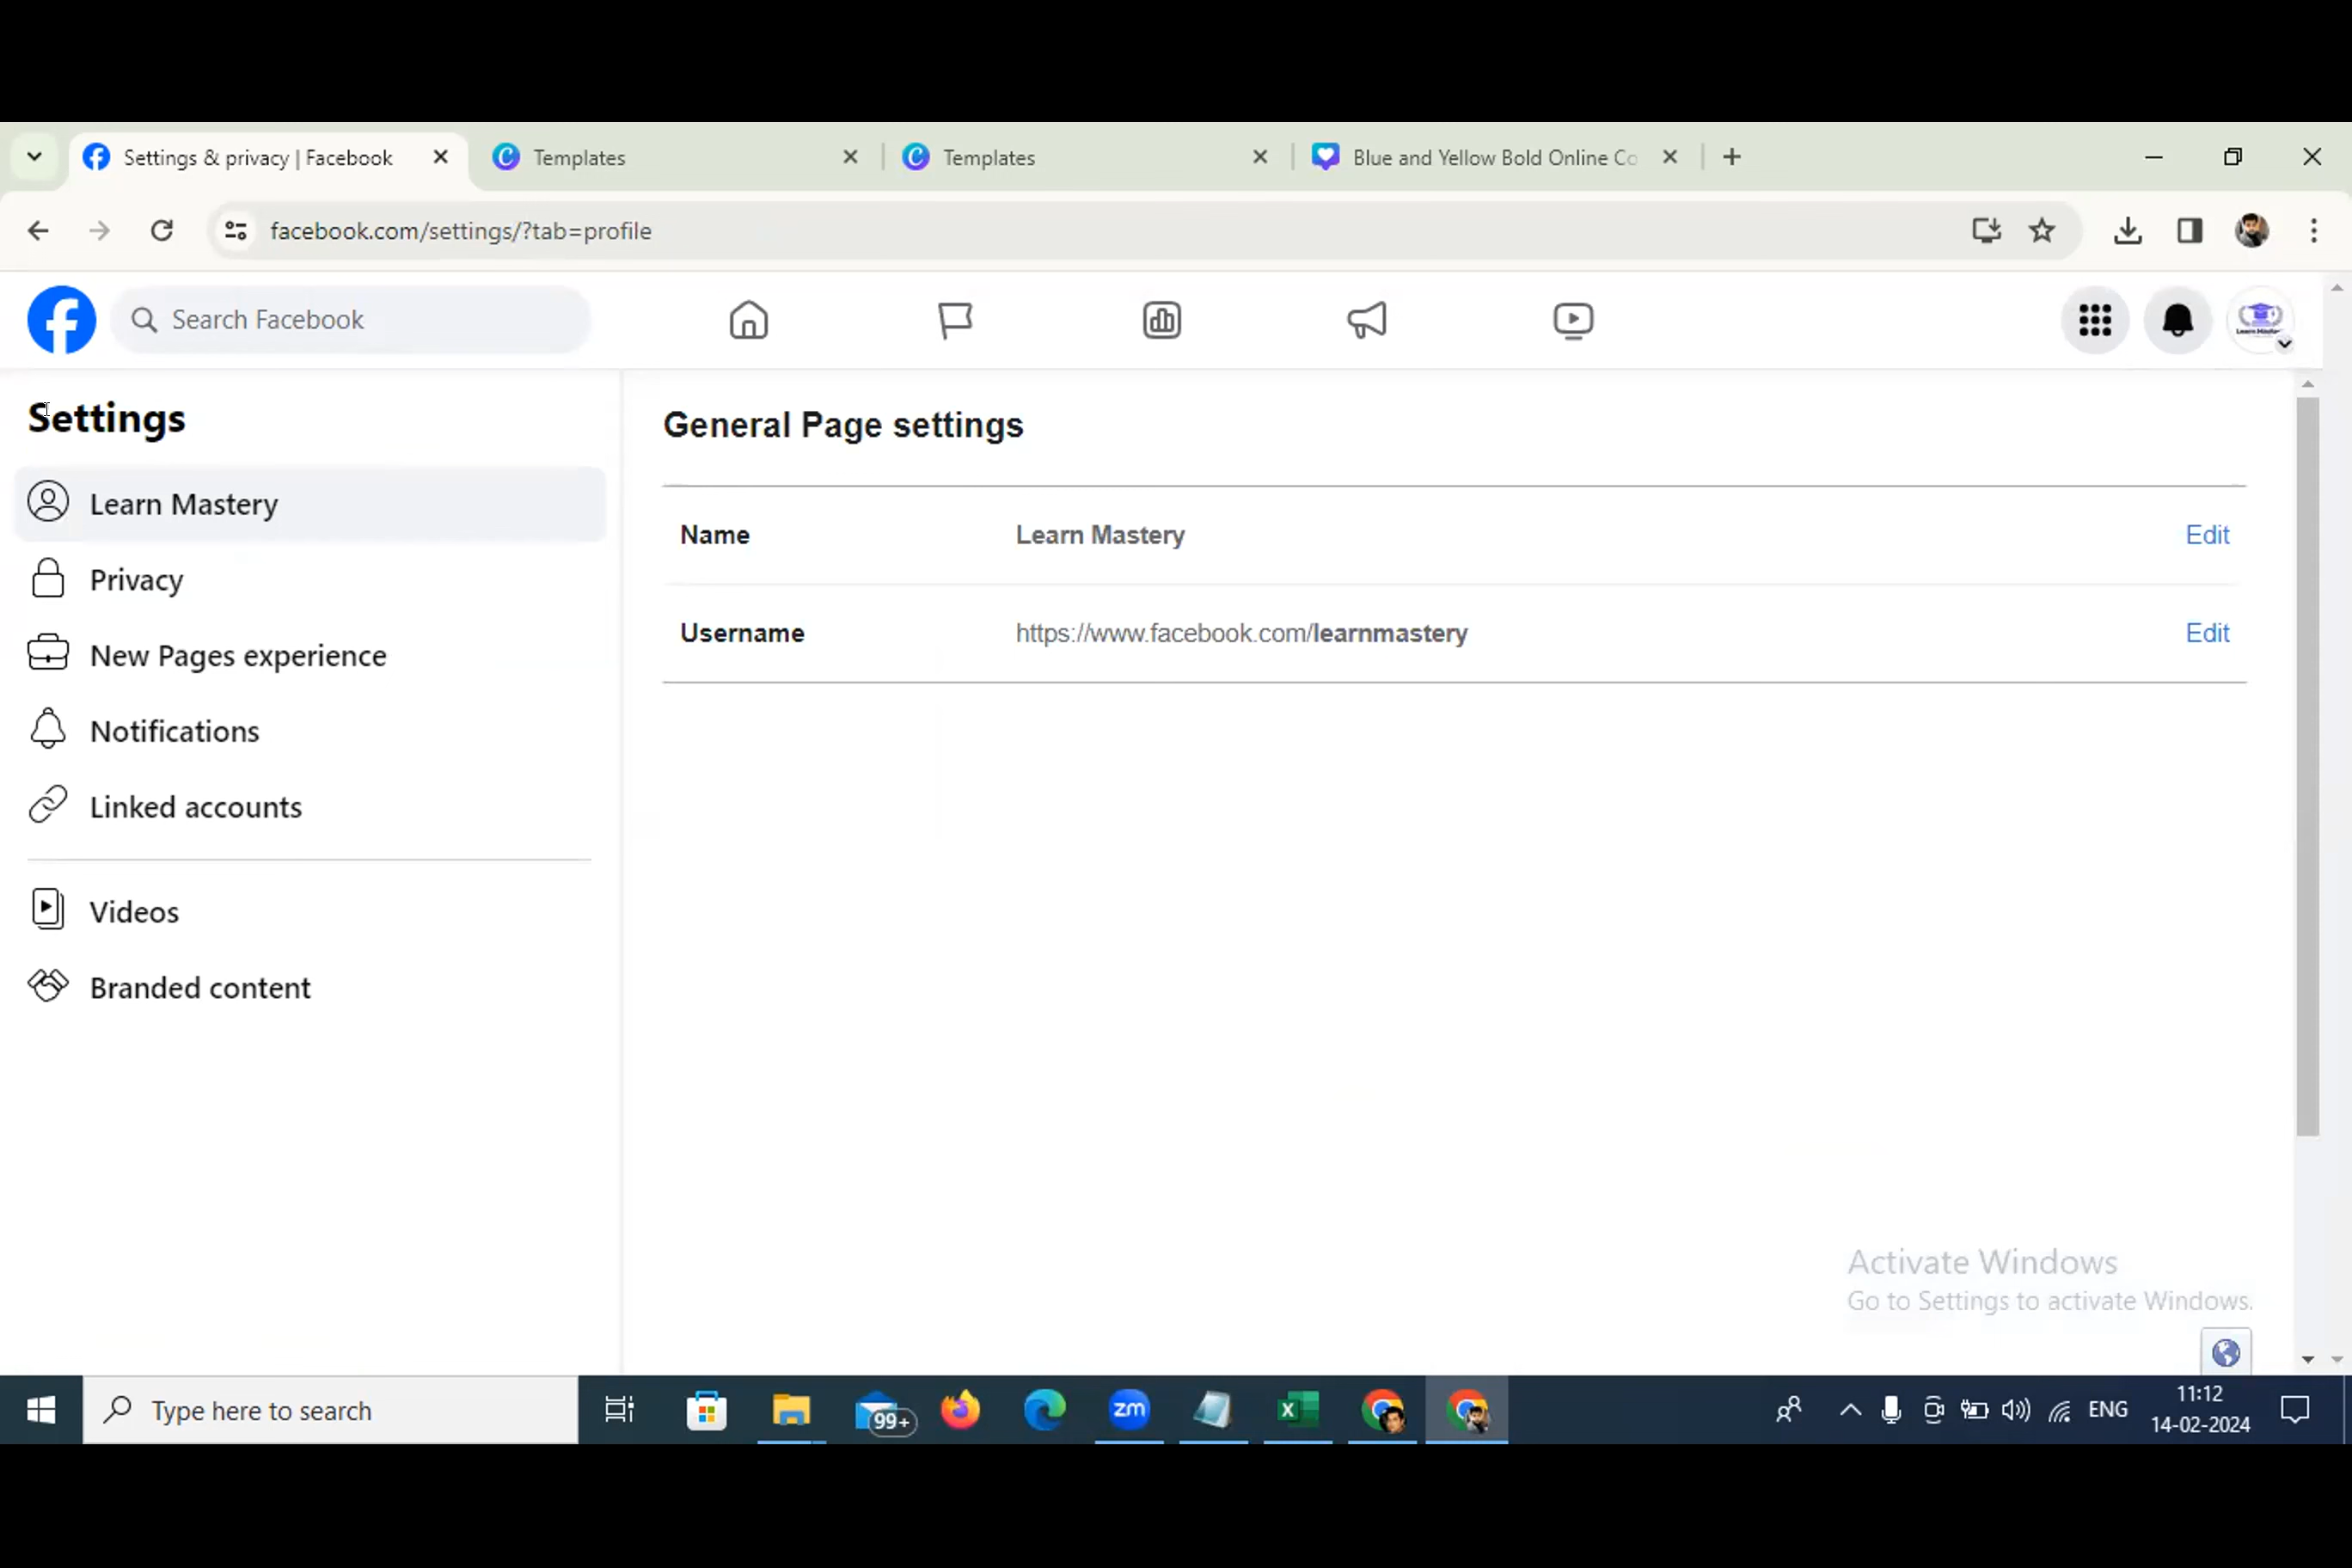 Settings & privacy | Facebook
Templates
Templates
Blue and Yellow Bold Online Co
facebook.com/settings/?tab=profile
Search Facebook
Settings
Learn Mastery
Privacy
New Pages experience
Notifications
Linked accounts
Videos
Branded content
General Page settings
Name Learn Mastery Edit
Username https://www.facebook.com/learnmastery Edit
Activate Windows
Go to Settings to activate Windows.
Type here to search
99+
zm
ENG
11:12
14-02-2024